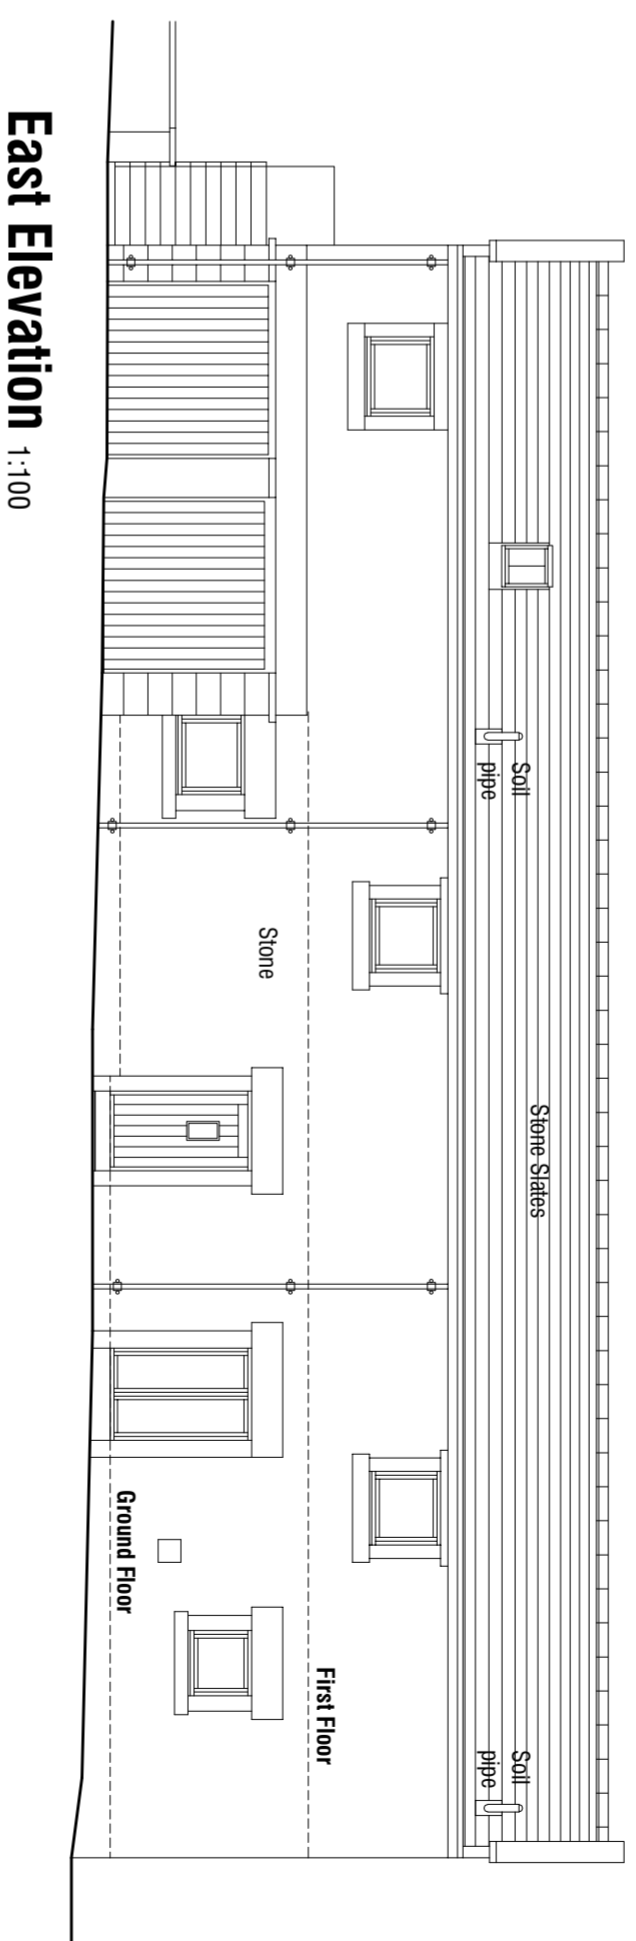 Soil
pipe
Stone Slates
Soil
pipe
Stone
First Floor
Ground Floor
East Elevation 1:100